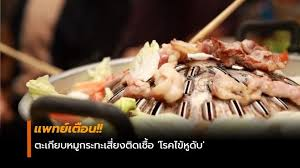 แพทย์เตือน!!
ตะเกียบหมูกระทะเสี่ยงติดเชื้อ 'โรคไข้หูดับ'